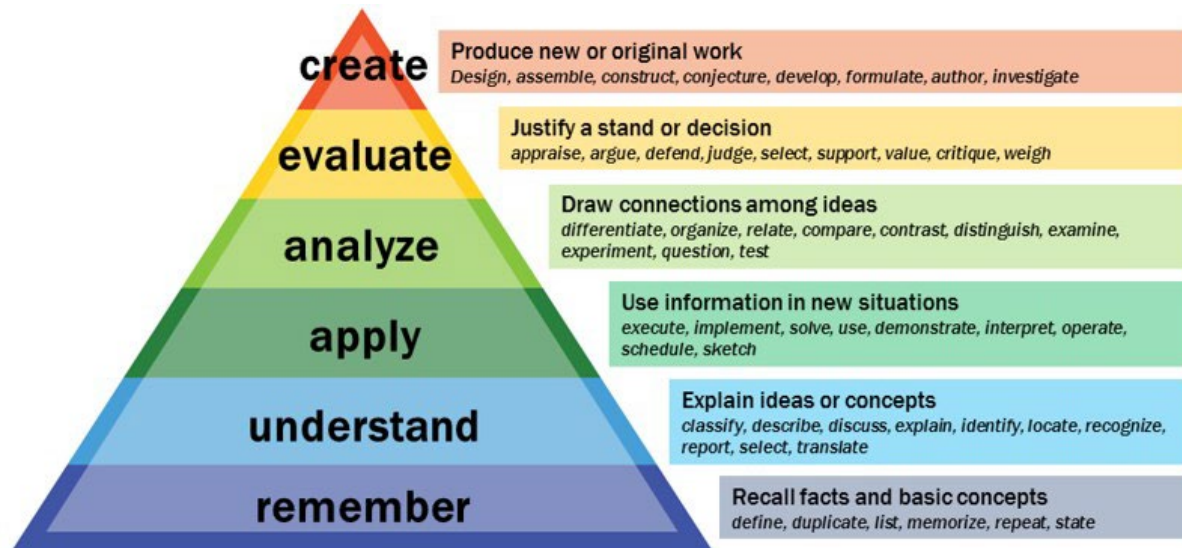 create
Produce new or original work
Design, assemble, construct, conjecture, develop, formulate, author, investigate
evaluate
Justify a stand or decision
appraise, argue, defend, judge, select, support, value, critique, weigh
analyze
Draw connections among ideas
differentiate, organize, relate, compare, contrast, distinguish, examine,
experiment, question, test
apply
Use information in new situations
execute, implement, solve, use, demonstrate, interpret, operate,
schedule, sketch
understand
Explain ideas or concepts
classify, describe, discuss, explain, identify, locate, recognize,
report, select, translate
remember
Recall facts and basic concepts
define, duplicate, list, memorize, repeat, state